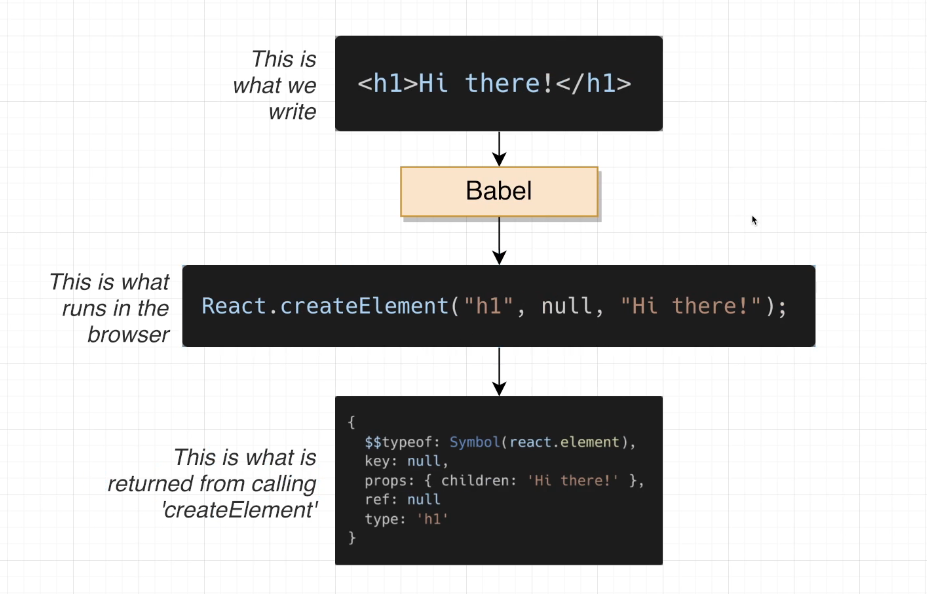 This is
what we
write
<h1>Hi there!</h1>
Babel
This is what
runs in the
browser
React.createElement("h1", null, "Hi there!");
This is what is
returned from calling
'createElement'
{
  $$typeof: Symbol(react.element),
  key: null,
  props: { children: 'Hi there!' },
  ref: null
  type: 'h1'
}